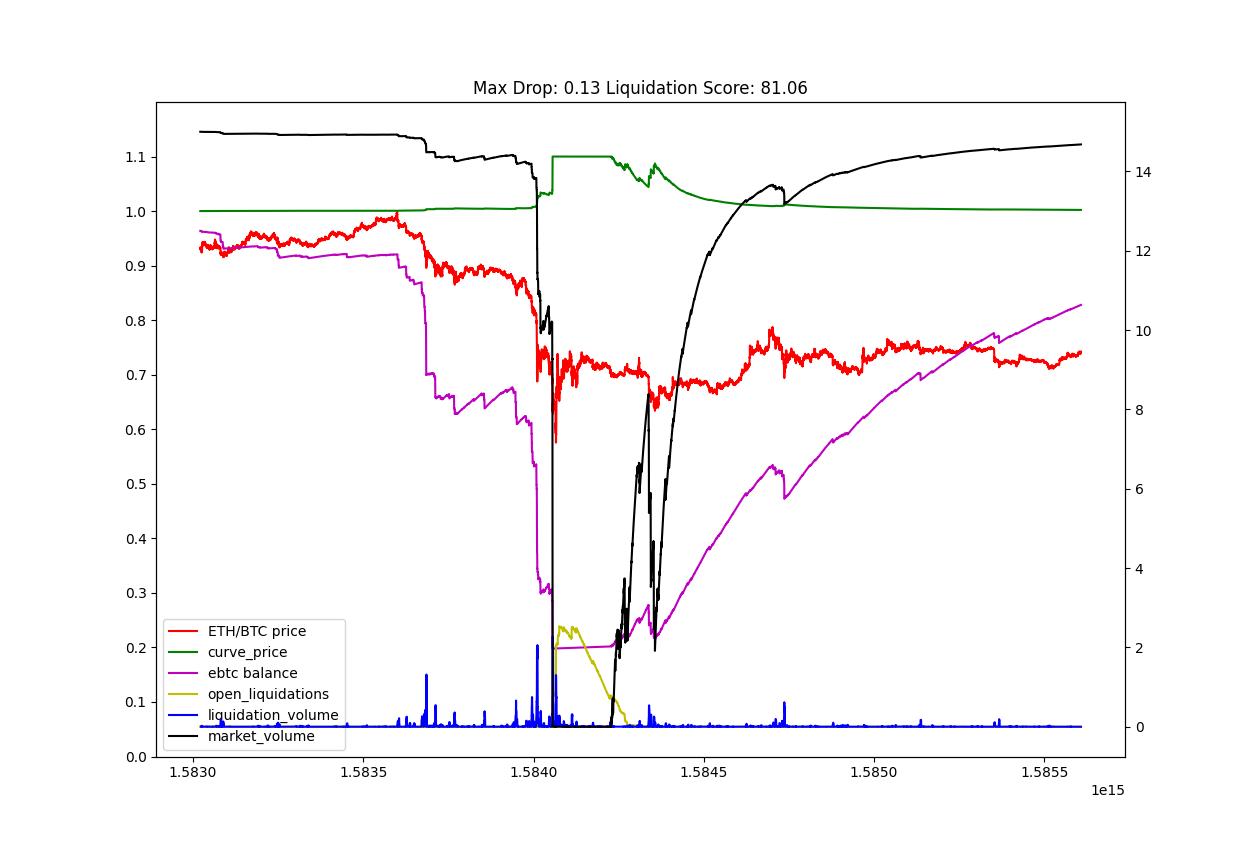 Max Drop: 0.13 Liquidation Score: 81.06
1.1
1.0
0.9
0.8
0.7
0.6
0.5
0.4
0.3
0.2
0.1
0.0
14
12
10
8
6
4
2
0
ETH/BTC price
curve_price
ebtc balance
open_liquidations
liquidation_volume
market_volume
1.5830 1.5835 1.5840 1.5845 1.5850 1.5855
1e15